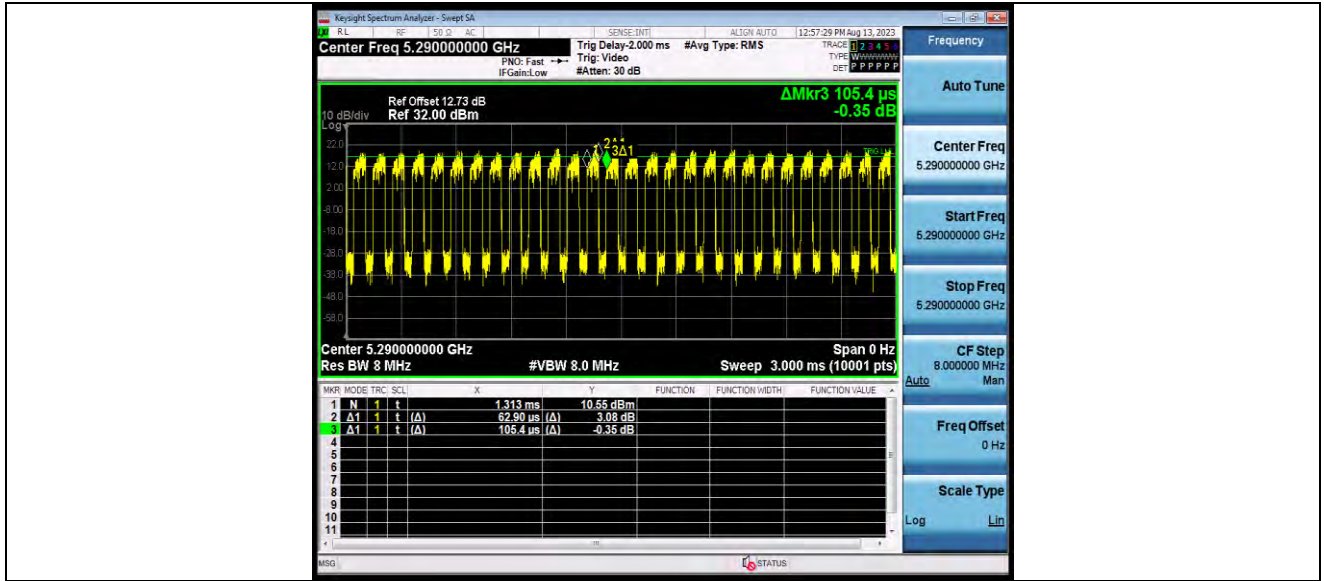 Keysight Spectrum Analyzer - Swept SA
RL RF 50 Ω AC SENSE:INT ALIGN AUTO 12:57:29 PM Aug 13, 2023
Center Freq 5.290000000 GHz
PNO: Fast
IFGain:Low
Trig Delay-2.000 ms
Trig: Video
#Atten: 30 dB
#Avg Type: RMS
TRACE 1 2 3 4 5 6
TYPE WWWWWW
DET P P P P P P
Frequency
ΔMkr3 105.4 µs
-0.35 dB
Ref Offset 12.73 dB
10 dB/div Ref 32.00 dBm
Log
22.0
12.0
2.00
-8.00
-18.0
-28.0
-38.0
-48.0
-58.0
3Δ1
Center 5.290000000 GHz Span 0 Hz
Res BW 8 MHz #VBW 8.0 MHz Sweep 3.000 ms (10001 pts)
MKR MODE TRC SCL X Y FUNCTION FUNCTION WIDTH FUNCTION VALUE
1 N 1 t 1.313 ms 10.55 dBm
2 Δ1 1 t (Δ) 62.90 µs (Δ) 3.08 dB
3 Δ1 1 t (Δ) 105.4 µs (Δ) -0.35 dB
4
5
6
7
8
9
10
11
MSG STATUS
Auto Tune
Center Freq
5.290000000 GHz
Start Freq
5.290000000 GHz
Stop Freq
5.290000000 GHz
CF Step
8.000000 MHz
Auto Man
Freq Offset
0 Hz
Scale Type
Log Lin